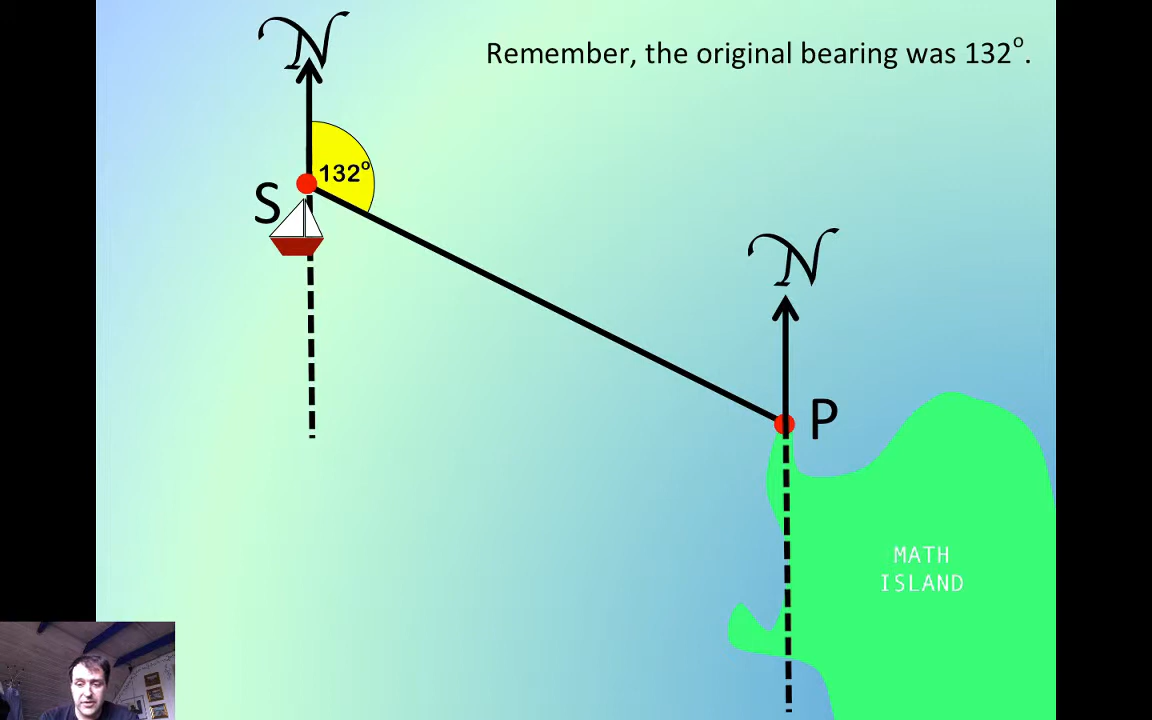 N
Remember, the original bearing was 132°.
132°
S
N
P
MATH
ISLAND